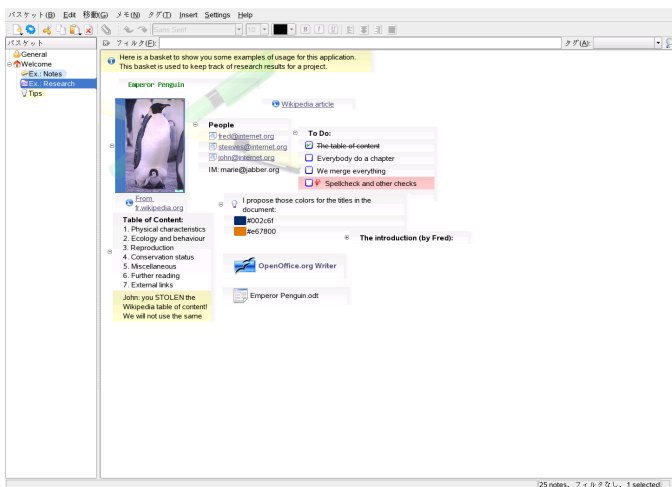 バスケット(B) Edit 移動(G) メモ(N) タグ(T) Insert Settings Help
Sans Serif 10 B I U S
バスケット
フィルタ(F): タグ(A):
General
Welcome
Ex.: Notes
Ex.: Research
Tips
Here is a basket to show you some examples of usage for this application.
This basket is used to keep track of research results for a project.
Emperor Penguin
Wikipedia article
People
fred@internet.org
steeves@internet.org
john@internet.org
IM: marie@jabber.org
To Do:
The table of content
Everybody do a chapter
We merge everything
Spellcheck and other checks
From
fr.wikipedia.org
I propose those colors for the titles in the
document:
#002c6f
#e67800
Table of Content:
1. Physical characteristics
2. Ecology and behaviour
3. Reproduction
4. Conservation status
5. Miscellaneous
6. Further reading
7. External links
The introduction (by Fred):
OpenOffice.org Writer
Emperor Penguin.odt
John: you STOLEN the
Wikipedia table of content!
We will not use the same
25 notes、フィルタなし、1 selected